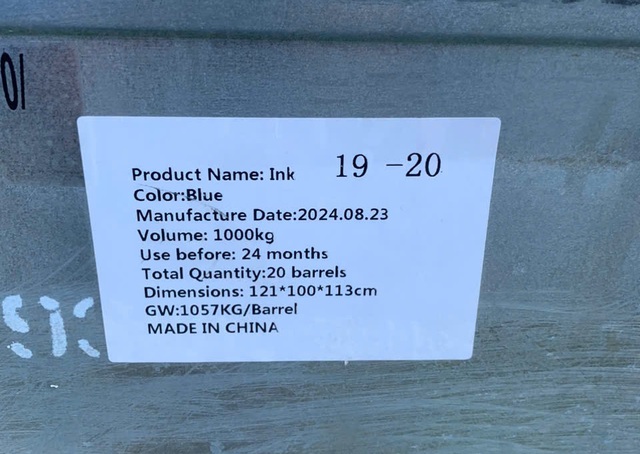 01
Product Name: Ink 19 -20
Color:Blue
Manufacture Date:2024.08.23
Volume: 1000kg
Use before: 24 months
Total Quantity:20 barrels
Dimensions: 121*100*113cm
GW:1057KG/Barrel
MADE IN CHINA